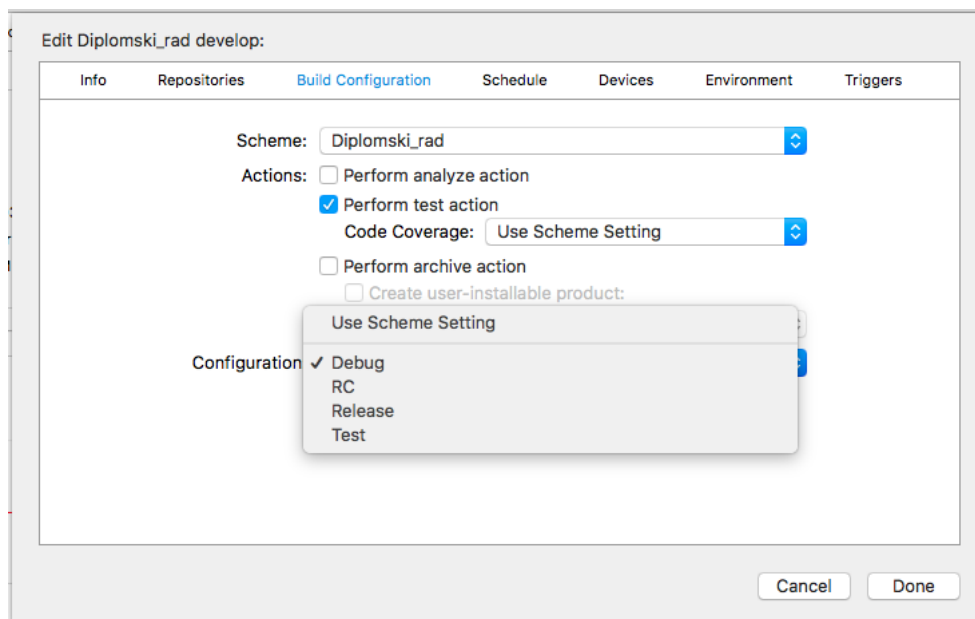 Edit Diplomski_rad develop:
Info Repositories Build Configuration Schedule Devices Environment Triggers
Scheme: Diplomski_rad
Actions: Perform analyze action
Perform test action
Code Coverage: Use Scheme Setting
Perform archive action
Create user-installable product:
Use Scheme Setting
Configuration ✓ Debug
RC
Release
Test
Cancel Done